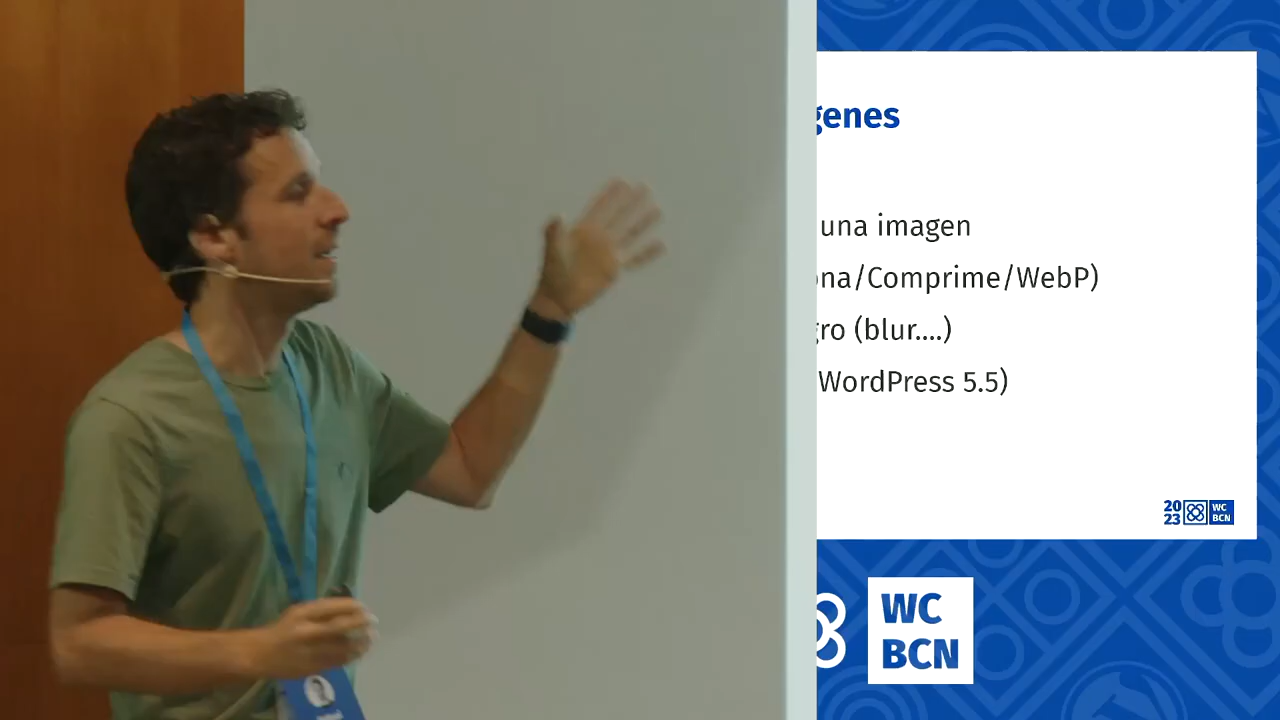 genes
una imagen
ona/Comprime/WebP)
gro (blur....)
WordPress 5.5)
20
23
WC
BCN
WC
BCN